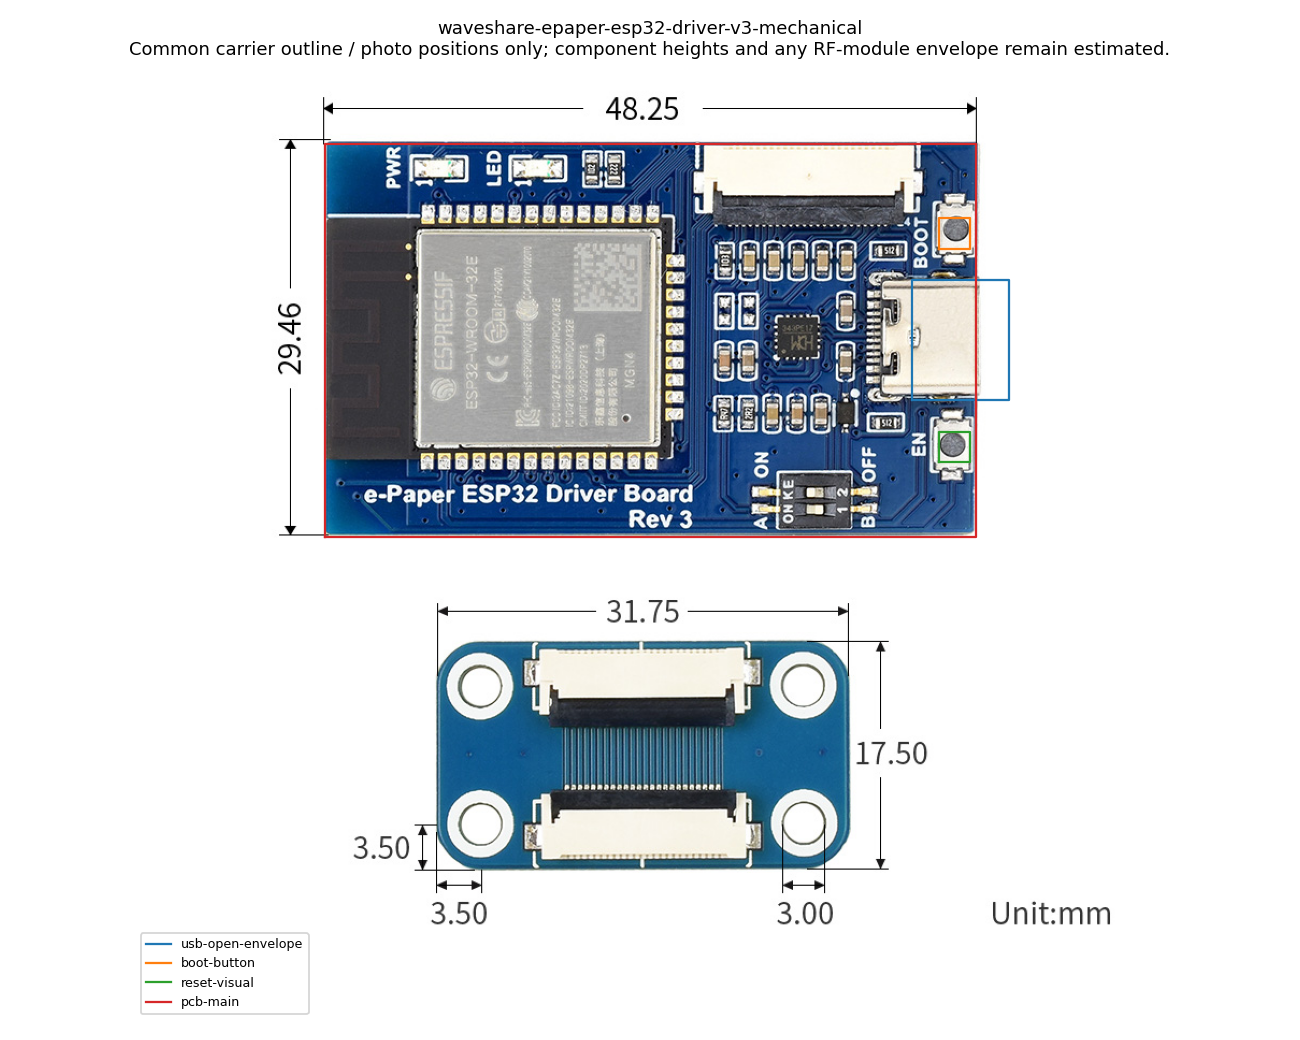 waveshare-epaper-esp32-driver-v3-mechanical
Common carrier outline / photo positions only; component heights and any RF-module envelope remain estimated.
48.25
29.46
PWR
LED
BOOT
ESPRESSIF
ESP32-WROOM-32E
CE
MGN4
EN
ON
OFF
ON KE
1 2
A
B
e-Paper ESP32 Driver Board
Rev 3
31.75
17.50
3.50
3.50
3.00
Unit:mm
usb-open-envelope
boot-button
reset-visual
pcb-main